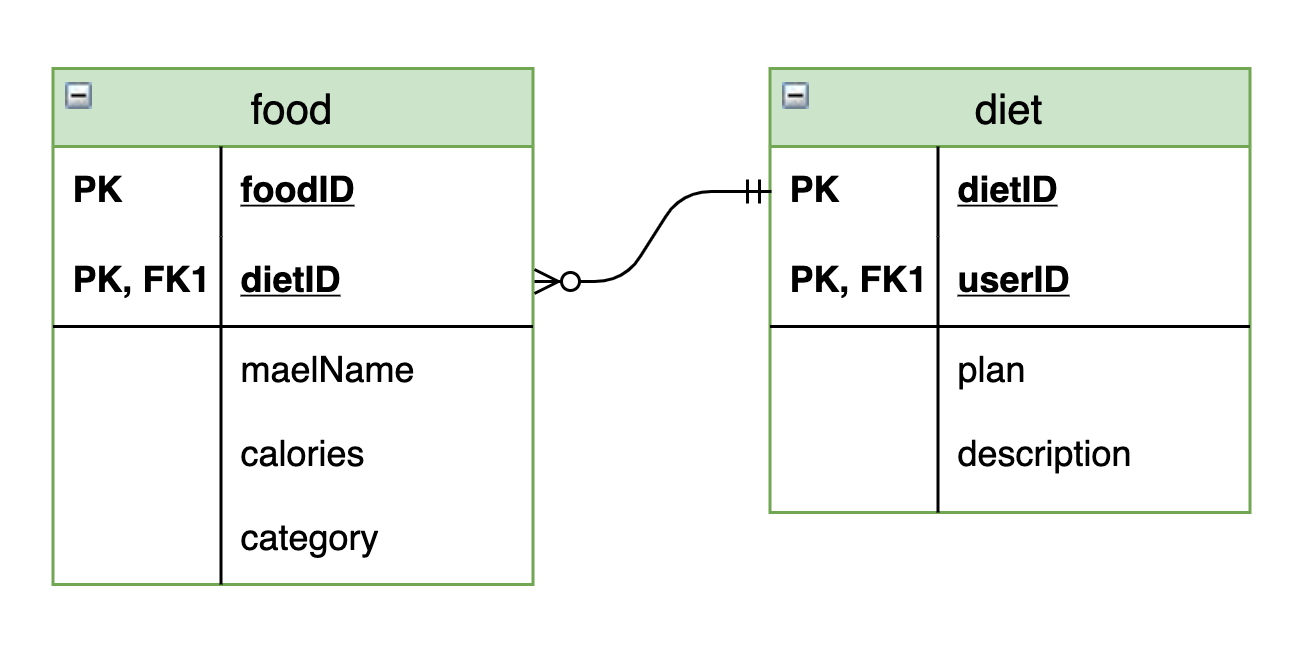 food
PK foodID
PK, FK1 dietID
maelName
calories
category
diet
PK dietID
PK, FK1 userID
plan
description